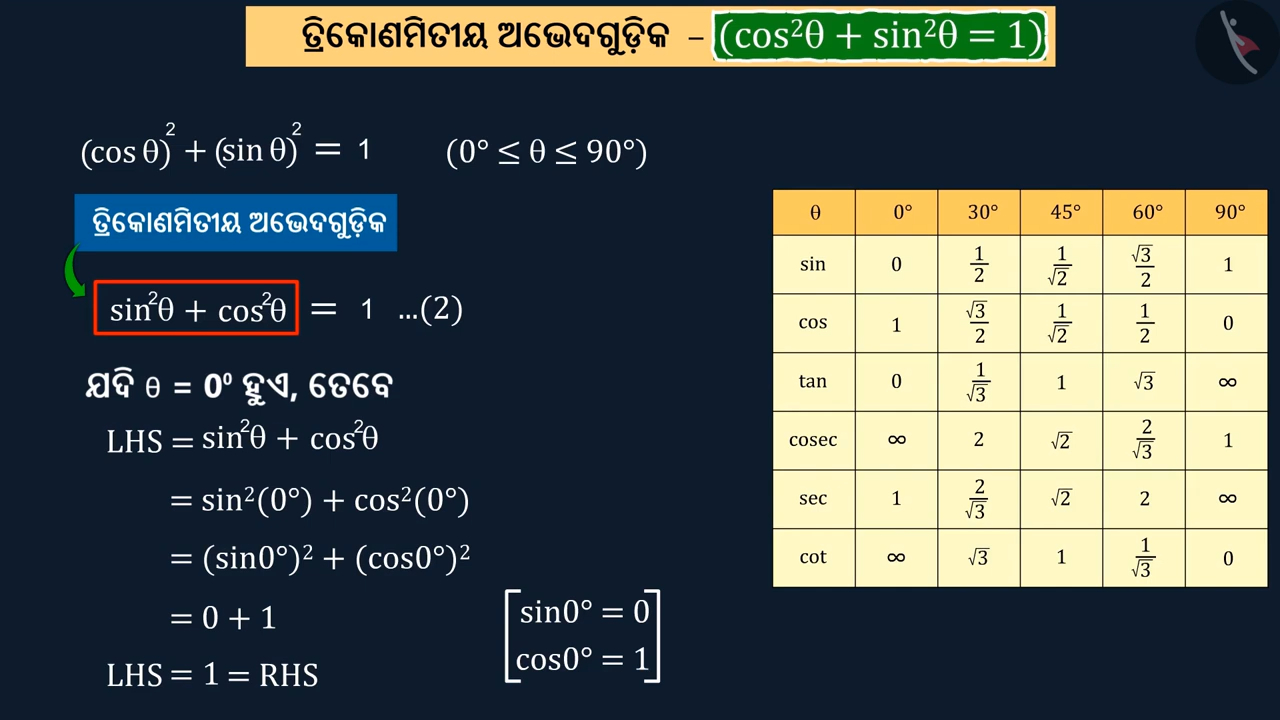 ତ୍ରିକୋଣମିତୀୟ ଅଭେଦଗୁଡ଼ିକ – (cos²θ + sin²θ = 1)
(cos θ)² + (sin θ)² = 1 (0° ≤ θ ≤ 90°)
ତ୍ରିକୋଣମିତୀୟ ଅଭେଦଗୁଡ଼ିକ
sin²θ + cos²θ = 1 ...(2)
ଯଦି θ = 0⁰ ହୁଏ, ତେବେ
LHS = sin²θ + cos²θ
= sin²(0°) + cos²(0°)
= (sin0°)² + (cos0°)²
= 0 + 1
LHS = 1 = RHS
sin0° = 0
cos0° = 1
θ 0° 30° 45° 60° 90°
sin 0 1/2 1/√2 √3/2 1
cos 1 √3/2 1/√2 1/2 0
tan 0 1/√3 1 √3 ∞
cosec ∞ 2 √2 2/√3 1
sec 1 2/√3 √2 2 ∞
cot ∞ √3 1 1/√3 0